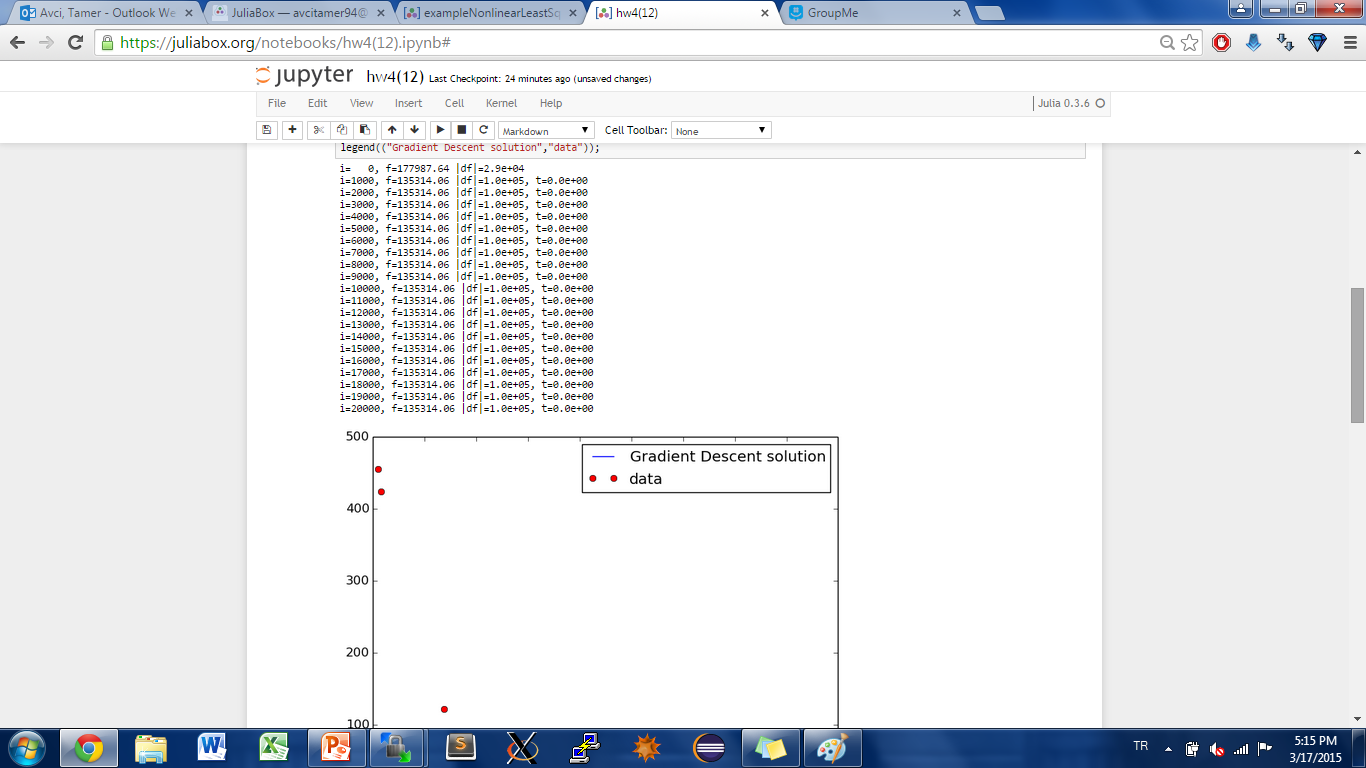 Avci, Tamer - Outlook We
JuliaBox — avcitamer94@
exampleNonlinearLeastSq
hw4(12)
GroupMe
https://juliabox.org/notebooks/hw4(12).ipynb#
jupyter hw4(12) Last Checkpoint: 24 minutes ago (unsaved changes)
File Edit View Insert Cell Kernel Help Julia 0.3.6
Markdown Cell Toolbar: None
legend(("Gradient Descent solution","data"));
i=   0, f=177987.64 |df|=2.9e+04
i=1000, f=135314.06 |df|=1.0e+05, t=0.0e+00
i=2000, f=135314.06 |df|=1.0e+05, t=0.0e+00
i=3000, f=135314.06 |df|=1.0e+05, t=0.0e+00
i=4000, f=135314.06 |df|=1.0e+05, t=0.0e+00
i=5000, f=135314.06 |df|=1.0e+05, t=0.0e+00
i=6000, f=135314.06 |df|=1.0e+05, t=0.0e+00
i=7000, f=135314.06 |df|=1.0e+05, t=0.0e+00
i=8000, f=135314.06 |df|=1.0e+05, t=0.0e+00
i=9000, f=135314.06 |df|=1.0e+05, t=0.0e+00
i=10000, f=135314.06 |df|=1.0e+05, t=0.0e+00
i=11000, f=135314.06 |df|=1.0e+05, t=0.0e+00
i=12000, f=135314.06 |df|=1.0e+05, t=0.0e+00
i=13000, f=135314.06 |df|=1.0e+05, t=0.0e+00
i=14000, f=135314.06 |df|=1.0e+05, t=0.0e+00
i=15000, f=135314.06 |df|=1.0e+05, t=0.0e+00
i=16000, f=135314.06 |df|=1.0e+05, t=0.0e+00
i=17000, f=135314.06 |df|=1.0e+05, t=0.0e+00
i=18000, f=135314.06 |df|=1.0e+05, t=0.0e+00
i=19000, f=135314.06 |df|=1.0e+05, t=0.0e+00
i=20000, f=135314.06 |df|=1.0e+05, t=0.0e+00
500
Gradient Descent solution
data
400
300
200
100
TR
5:15 PM
3/17/2015